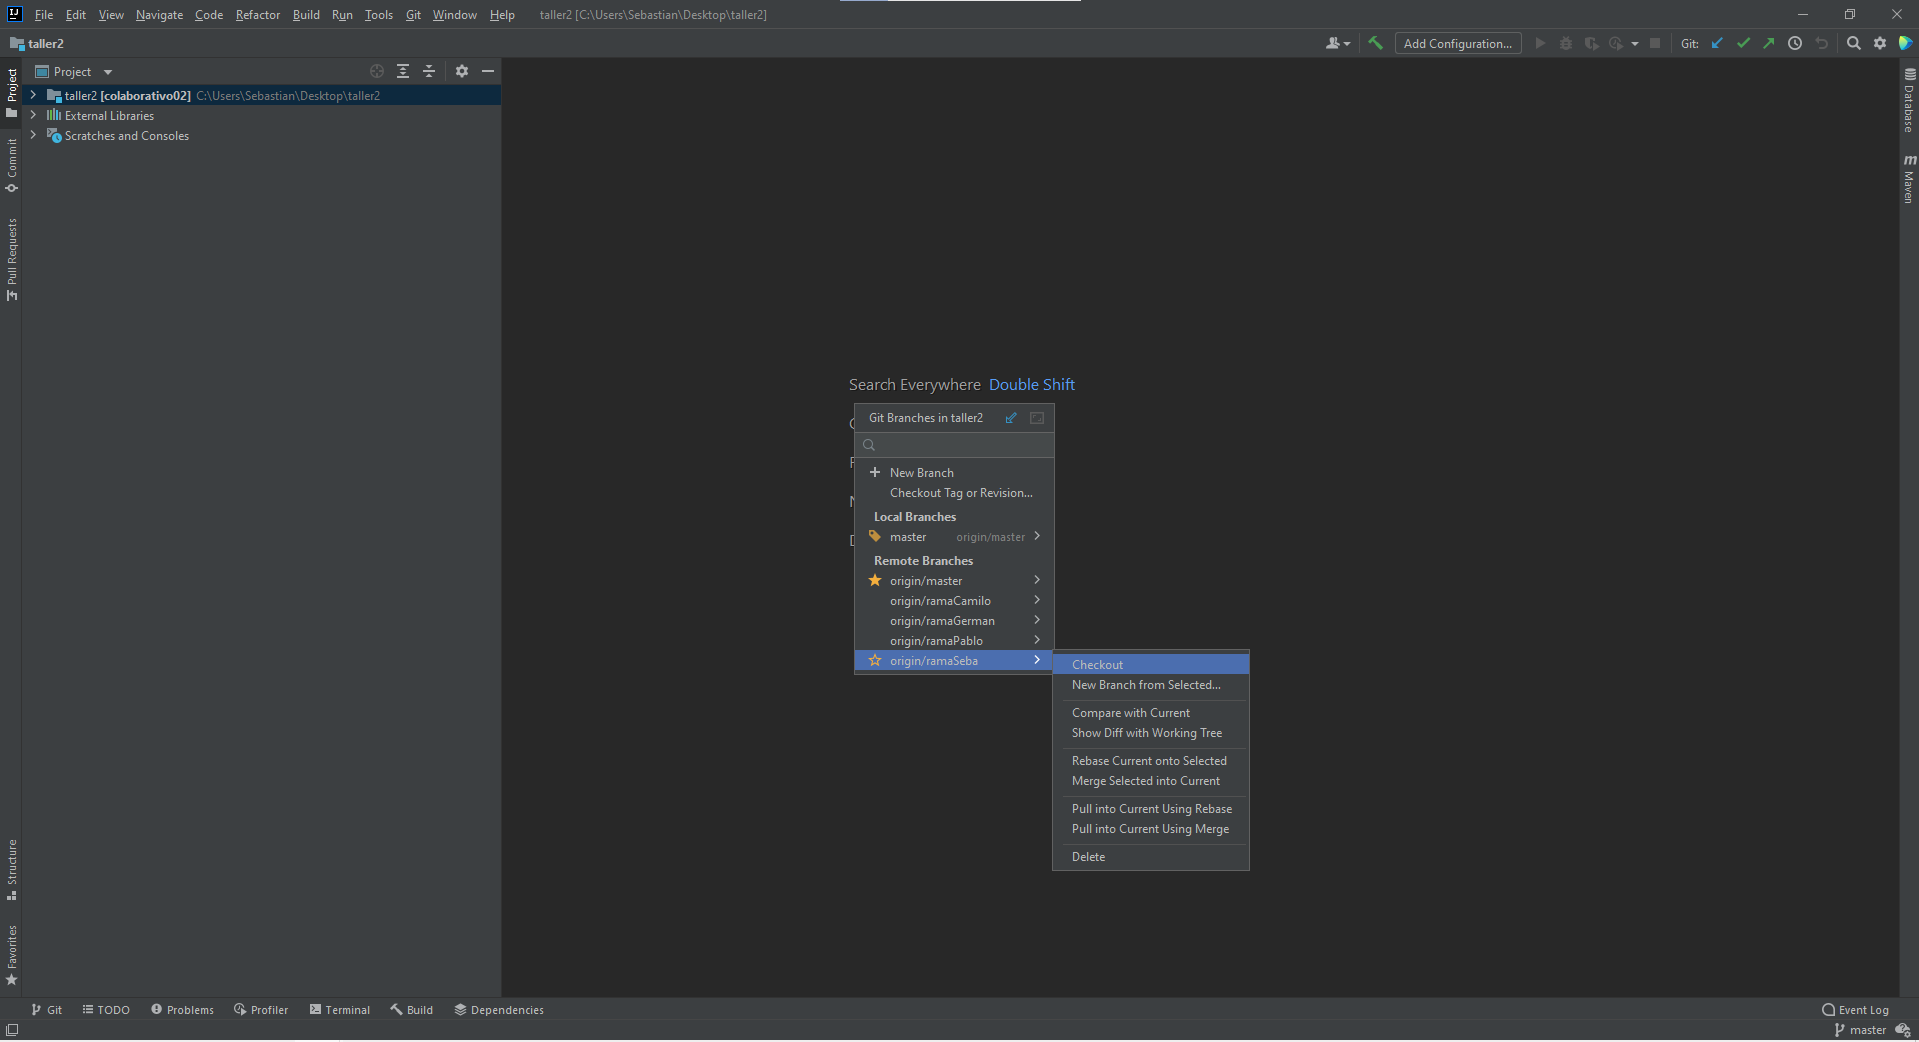 File Edit View Navigate Code Refactor Build Run Tools Git Window Help taller2 [C:\Users\Sebastian\Desktop\taller2]
taller2
Add Configuration...
Git:
Project
taller2 [colaborativo02] C:\Users\Sebastian\Desktop\taller2
External Libraries
Scratches and Consoles
Project
Commit
Pull Requests
Structure
Favorites
Database
Maven
Search Everywhere Double Shift
Git Branches in taller2
New Branch
Checkout Tag or Revision...
Local Branches
master origin/master
Remote Branches
origin/master
origin/ramaCamilo
origin/ramaGerman
origin/ramaPablo
origin/ramaSeba
Checkout
New Branch from Selected...
Compare with Current
Show Diff with Working Tree
Rebase Current onto Selected
Merge Selected into Current
Pull into Current Using Rebase
Pull into Current Using Merge
Delete
Git TODO Problems Profiler Terminal Build Dependencies Event Log
master